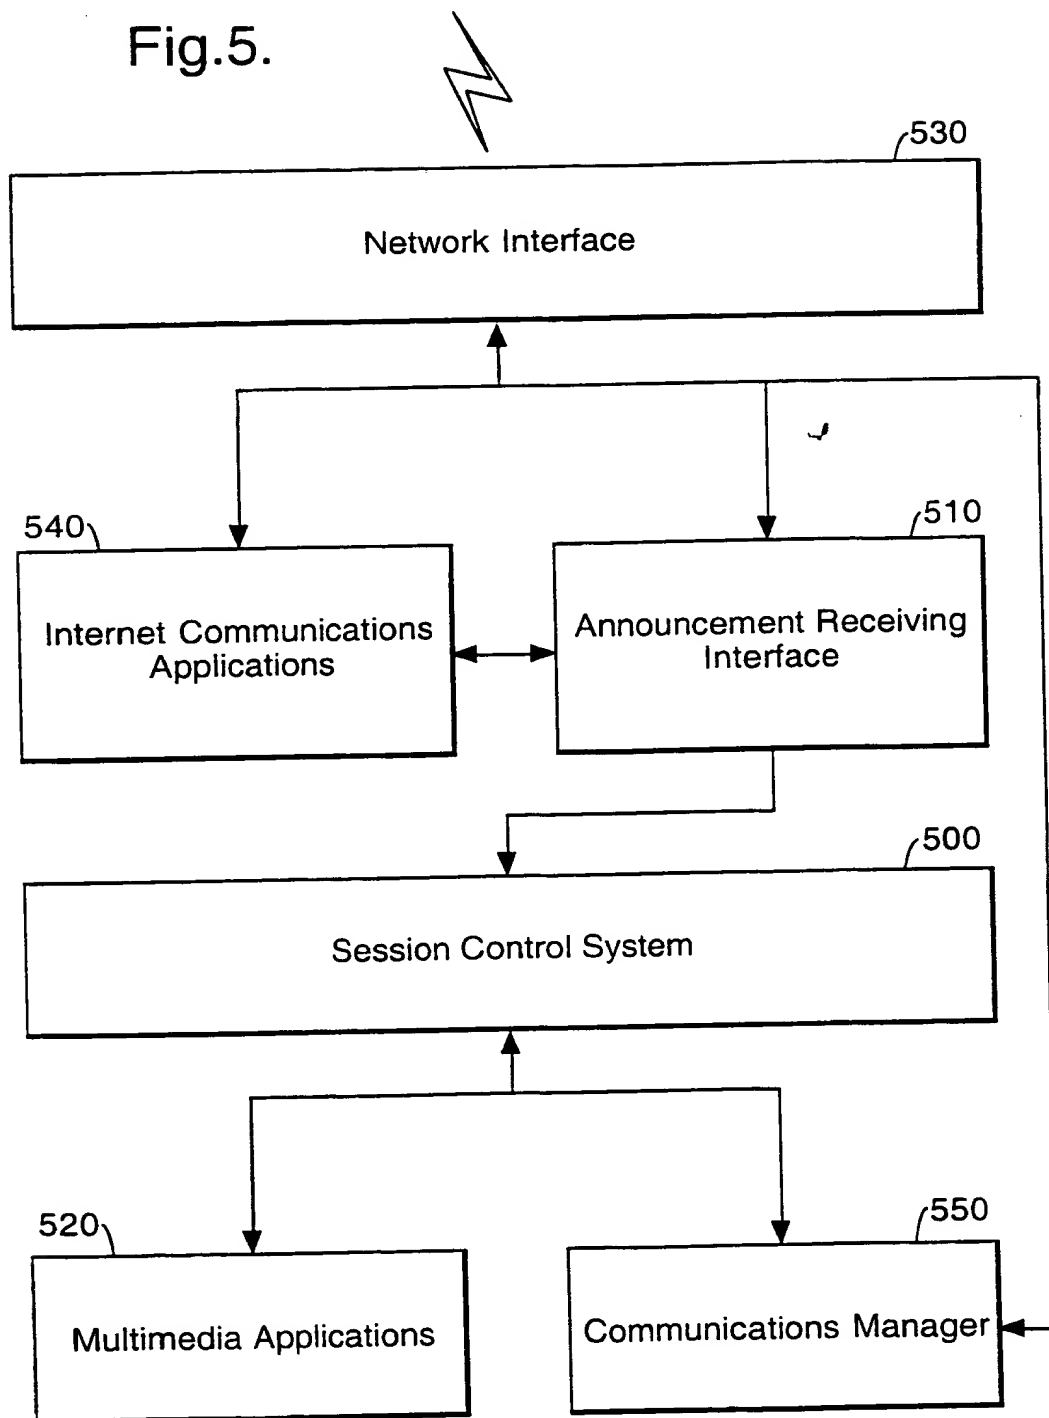 Fig.5.
530
Network Interface
540
510
Internet Communications
Applications
Announcement Receiving
Interface
500
Session Control System
520
550
Multimedia Applications
Communications Manager